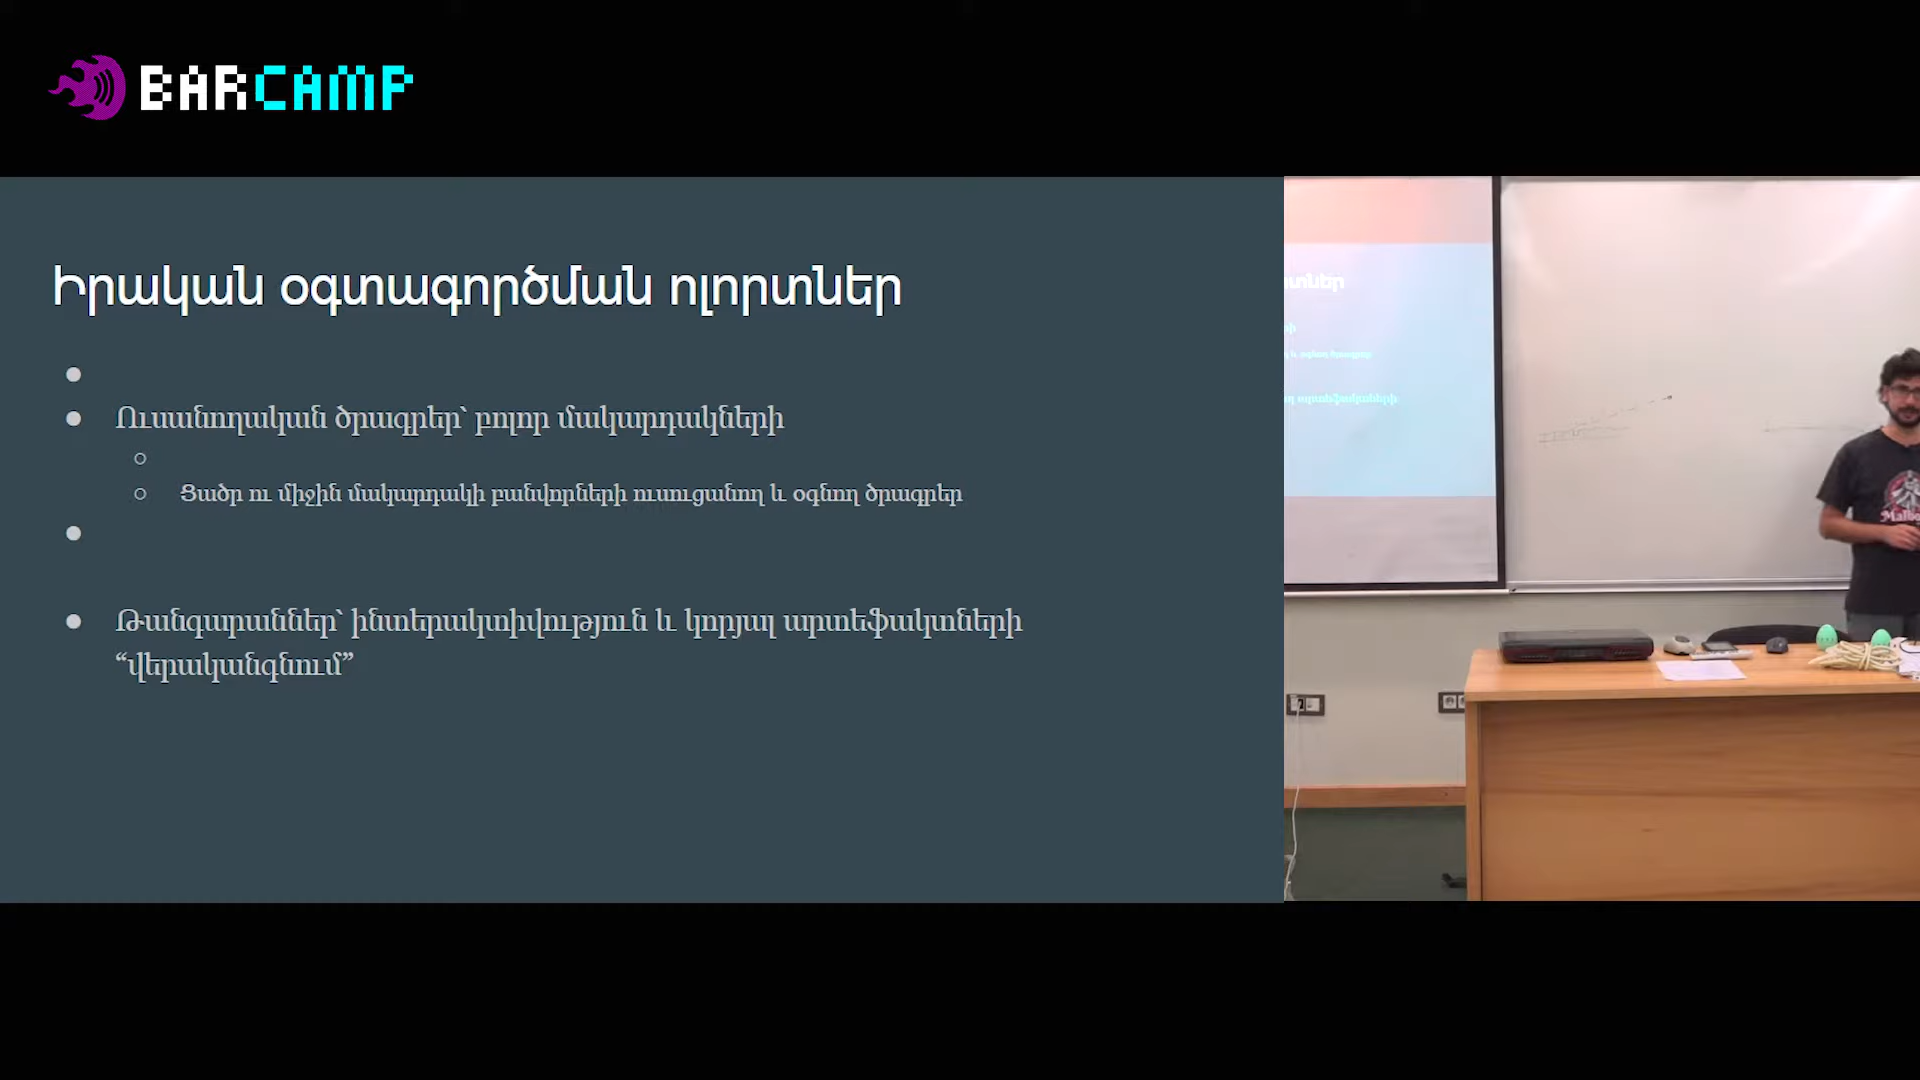 BARCAMP
Իրական օգտագործման ոլորտներ
Ուսանողական ծրագրեր՝ բոլոր մակարդակների
Ցածր ու միջին մակարդակի բանվորների ուսուցանող և օգնող ծրագրեր
Թանգարաններ՝ ինտերակտիվություն և կորյալ արտեֆակտների
“վերականգնում”